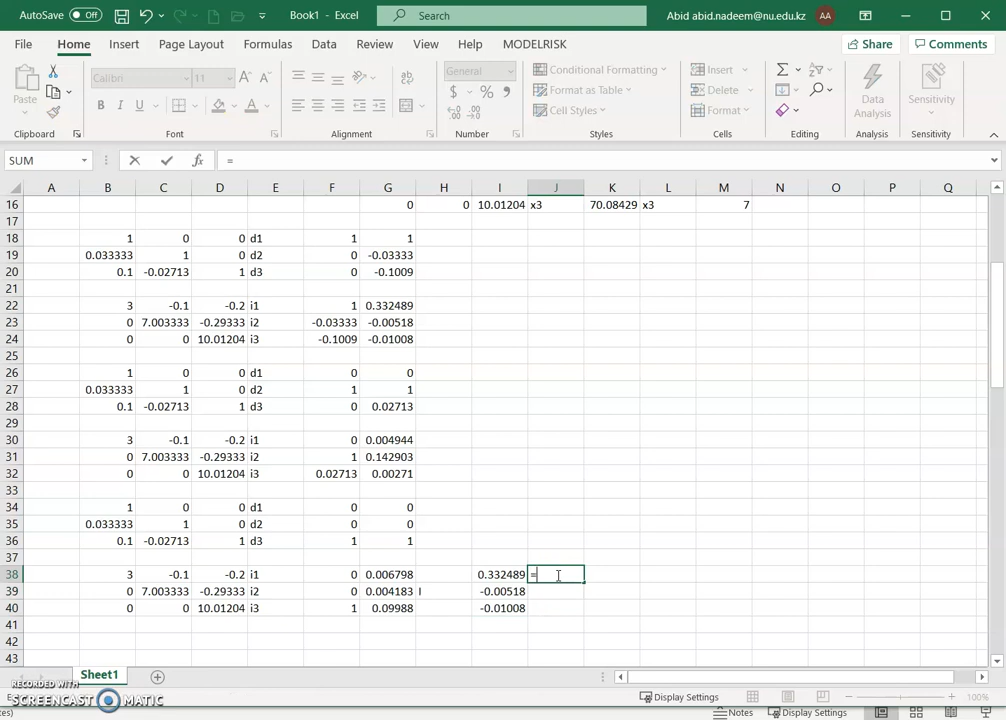 AutoSave Off Book1 - Excel Search Abid abid.nadeem@nu.edu.kz AA
File Home Insert Page Layout Formulas Data Review View Help MODELRISK Share Comments
Calibri 11 General Conditional Formatting Insert
Paste B I U Format as Table Delete Data Analysis Sensitivity
Cell Styles Format
Clipboard Font Alignment Number Styles Cells Editing Analysis Sensitivity
SUM fx =
A B C D E F G H I J K L M N O P Q
16 0 0 10.01204 x3 70.08429 x3 7
17
18 1 0 0 d1 1 1
19 0.033333 1 0 d2 0 -0.03333
20 0.1 -0.02713 1 d3 0 -0.1009
21
22 3 -0.1 -0.2 i1 1 0.332489
23 0 7.003333 -0.29333 i2 -0.03333 -0.00518
24 0 0 10.01204 i3 -0.1009 -0.01008
25
26 1 0 0 d1 0 0
27 0.033333 1 0 d2 1 1
28 0.1 -0.02713 1 d3 0 0.02713
29
30 3 -0.1 -0.2 i1 0 0.004944
31 0 7.003333 -0.29333 i2 1 0.142903
32 0 0 10.01204 i3 0.02713 0.00271
33
34 1 0 0 d1 0 0
35 0.033333 1 0 d2 0 0
36 0.1 -0.02713 1 d3 1 1
37
38 3 -0.1 -0.2 i1 0 0.006798 0.332489 =
39 0 7.003333 -0.29333 i2 0 0.004183 I -0.00518
40 0 0 10.01204 i3 1 0.09988 -0.01008
41
42
43
Sheet1
RECORDED WITH
SCREENCAST MATIC
Display Settings 100%
Notes Display Settings